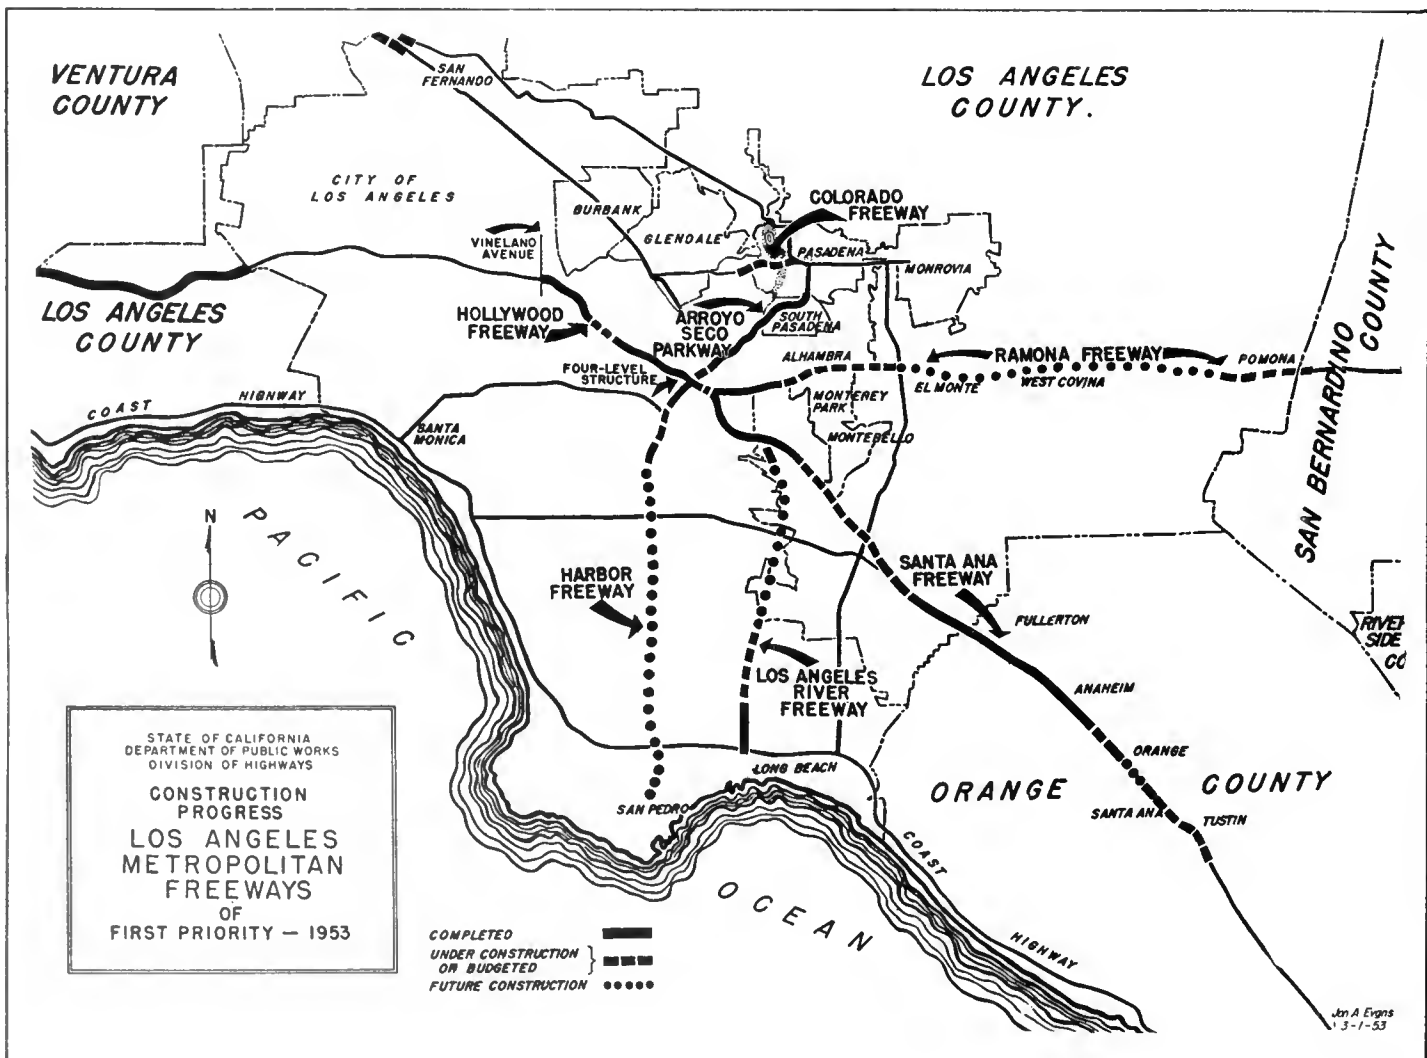 VENTURA
COUNTY
SAN
FERNANDO
LOS ANGELES
COUNTY.
CITY OF
LOS ANGELES
BURBANK
GLENDALE
COLORADO
FREEWAY
PASADENA
MONROVIA
VINELAND
AVENUE
LOS ANGELES
COUNTY
HOLLYWOOD
FREEWAY
ARROYO
SECO
PARKWAY
SOUTH
PASADENA
FOUR-LEVEL
STRUCTURE
ALHAMBRA
RAMONA FREEWAY
POMONA
EL MONTE
WEST COVINA
MONTEREY
PARK
MONTEBELLO
SAN BERNARDINO
COUNTY
COAST HIGHWAY
SANTA
MONICA
N
PACIFIC
HARBOR
FREEWAY
SANTA ANA
FREEWAY
FULLERTON
RIVER
SIDE
CO
LOS ANGELES
RIVER
FREEWAY
ANAHEIM
ORANGE
ORANGE COUNTY
SANTA ANA
TUSTIN
LONG BEACH
SAN PEDRO
COAST
HIGHWAY
OCEAN
STATE OF CALIFORNIA
DEPARTMENT OF PUBLIC WORKS
DIVISION OF HIGHWAYS
CONSTRUCTION
PROGRESS
LOS ANGELES
METROPOLITAN
FREEWAYS
OF
FIRST PRIORITY — 1953
COMPLETED
UNDER CONSTRUCTION
OR BUDGETED
FUTURE CONSTRUCTION
Jon A Evans
3-1-53